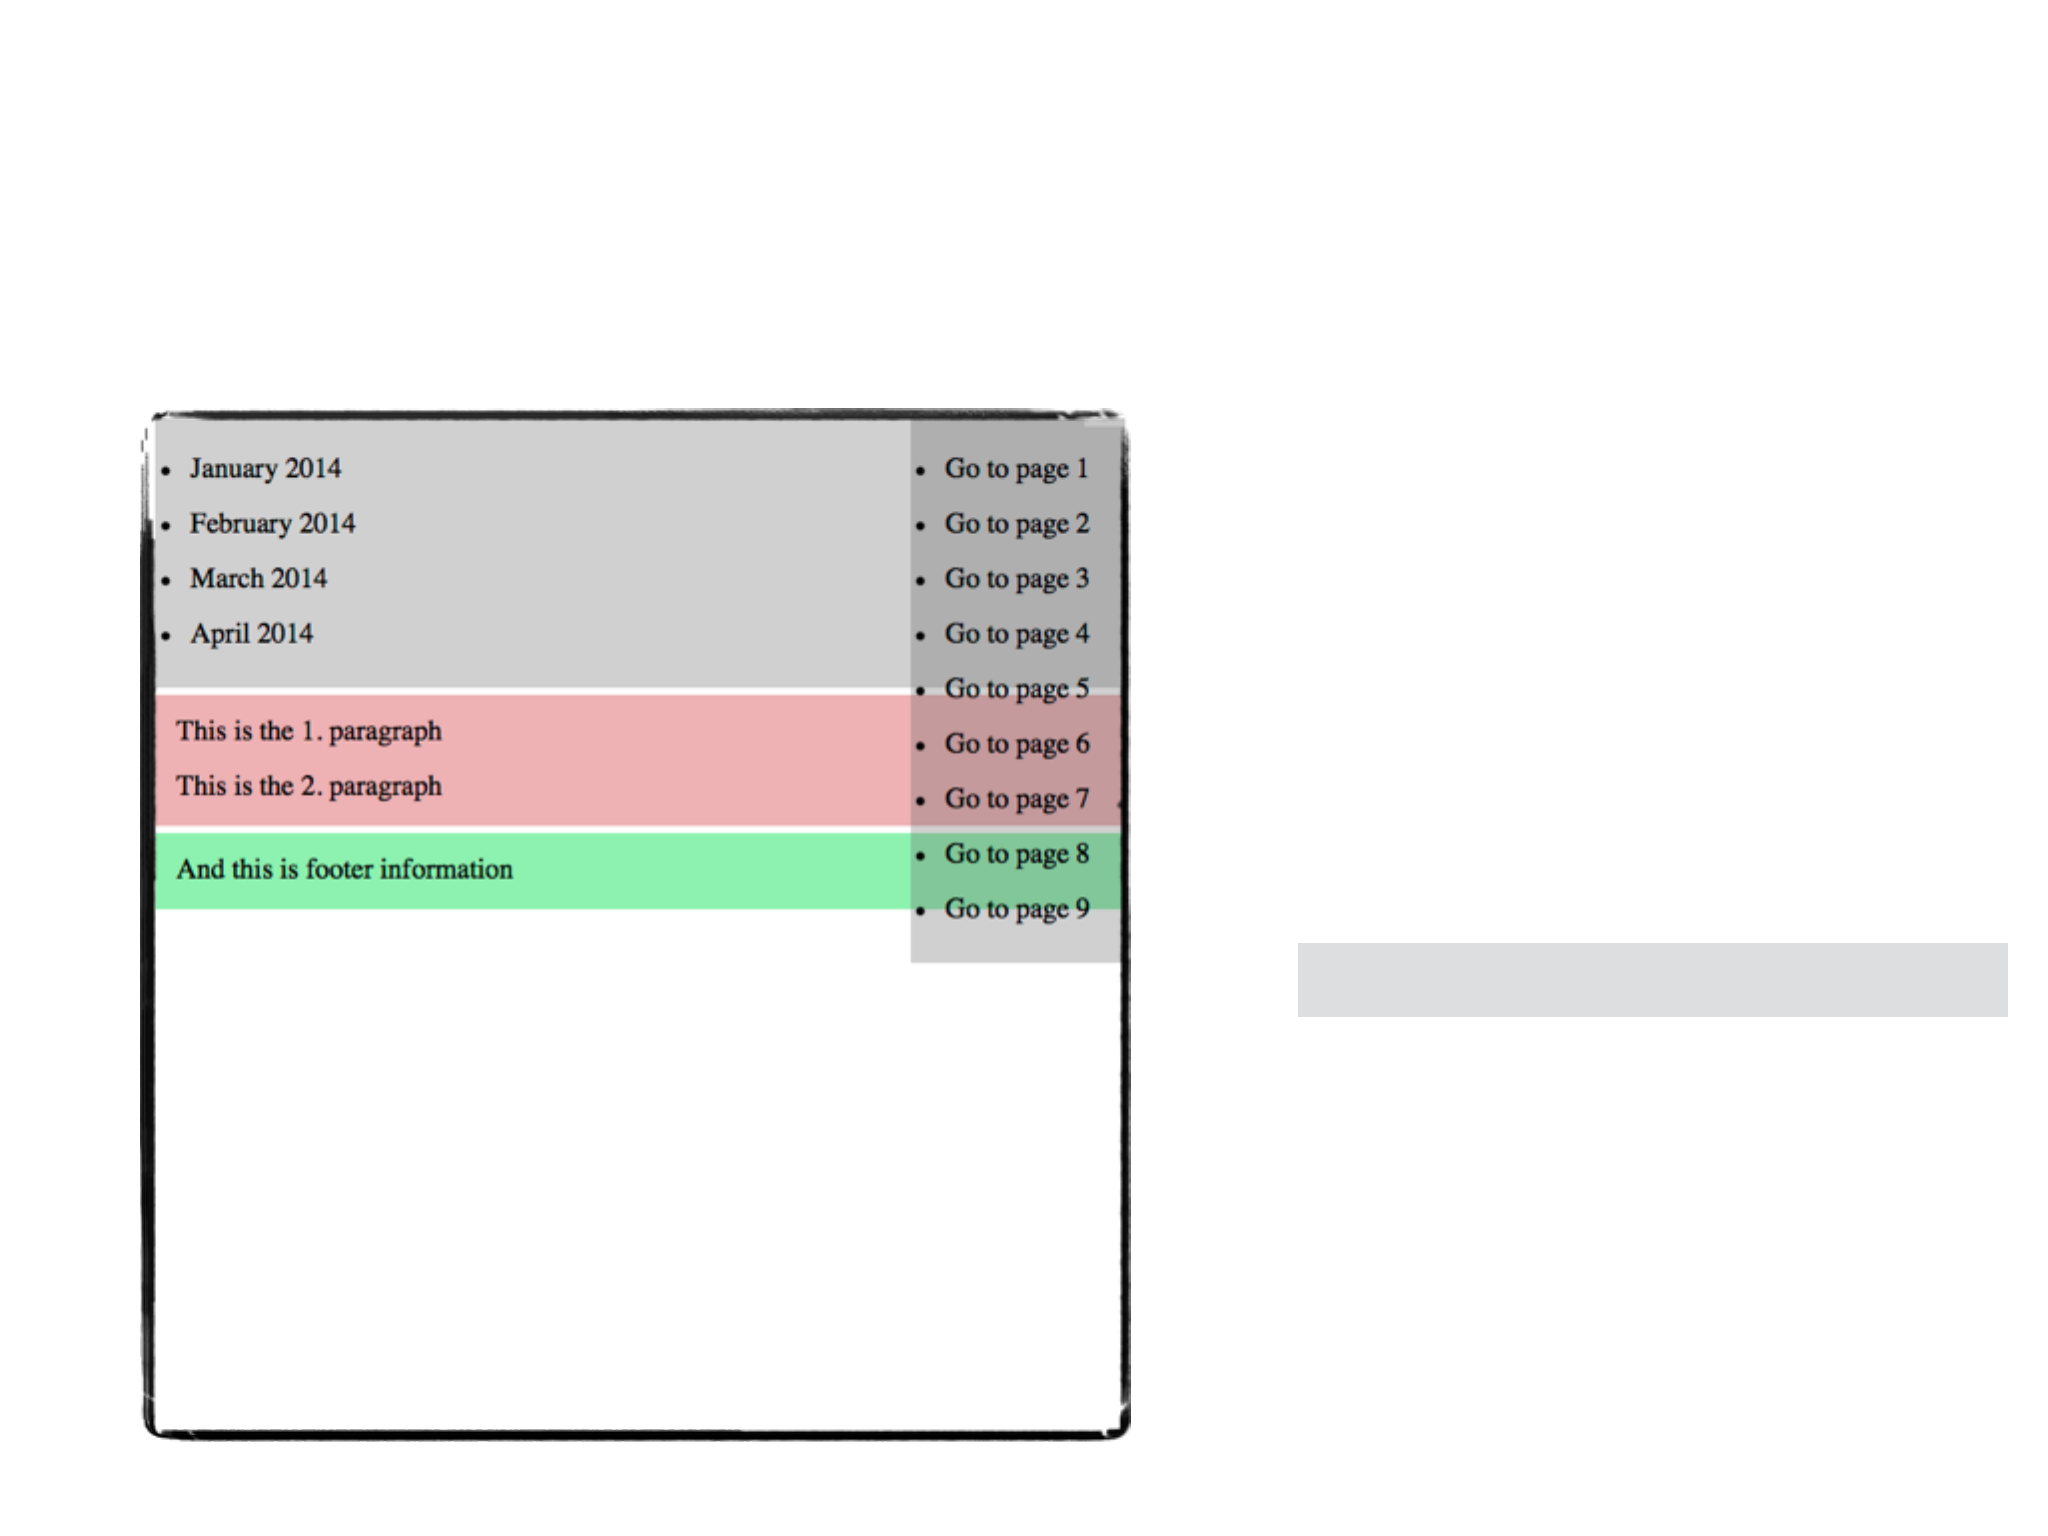 January 2014
February 2014
March 2014
April 2014
Go to page 1
Go to page 2
Go to page 3
Go to page 4
Go to page 5
Go to page 6
Go to page 7
Go to page 8
Go to page 9
This is the 1. paragraph
This is the 2. paragraph
And this is footer information